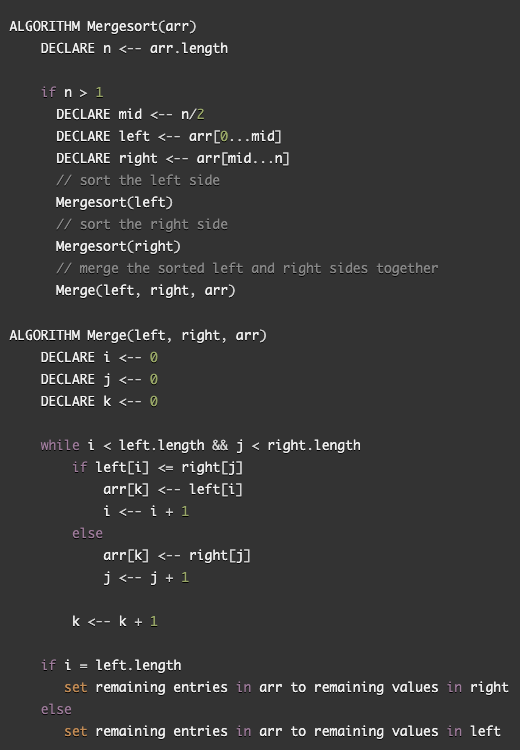 ALGORITHM Mergesort(arr)
    DECLARE n <-- arr.length

    if n > 1
      DECLARE mid <-- n/2
      DECLARE left <-- arr[0...mid]
      DECLARE right <-- arr[mid...n]
      // sort the left side
      Mergesort(left)
      // sort the right side
      Mergesort(right)
      // merge the sorted left and right sides together
      Merge(left, right, arr)

ALGORITHM Merge(left, right, arr)
    DECLARE i <-- 0
    DECLARE j <-- 0
    DECLARE k <-- 0

    while i < left.length && j < right.length
        if left[i] <= right[j]
            arr[k] <-- left[i]
            i <-- i + 1
        else
            arr[k] <-- right[j]
            j <-- j + 1

        k <-- k + 1

    if i = left.length
       set remaining entries in arr to remaining values in right
    else
       set remaining entries in arr to remaining values in left